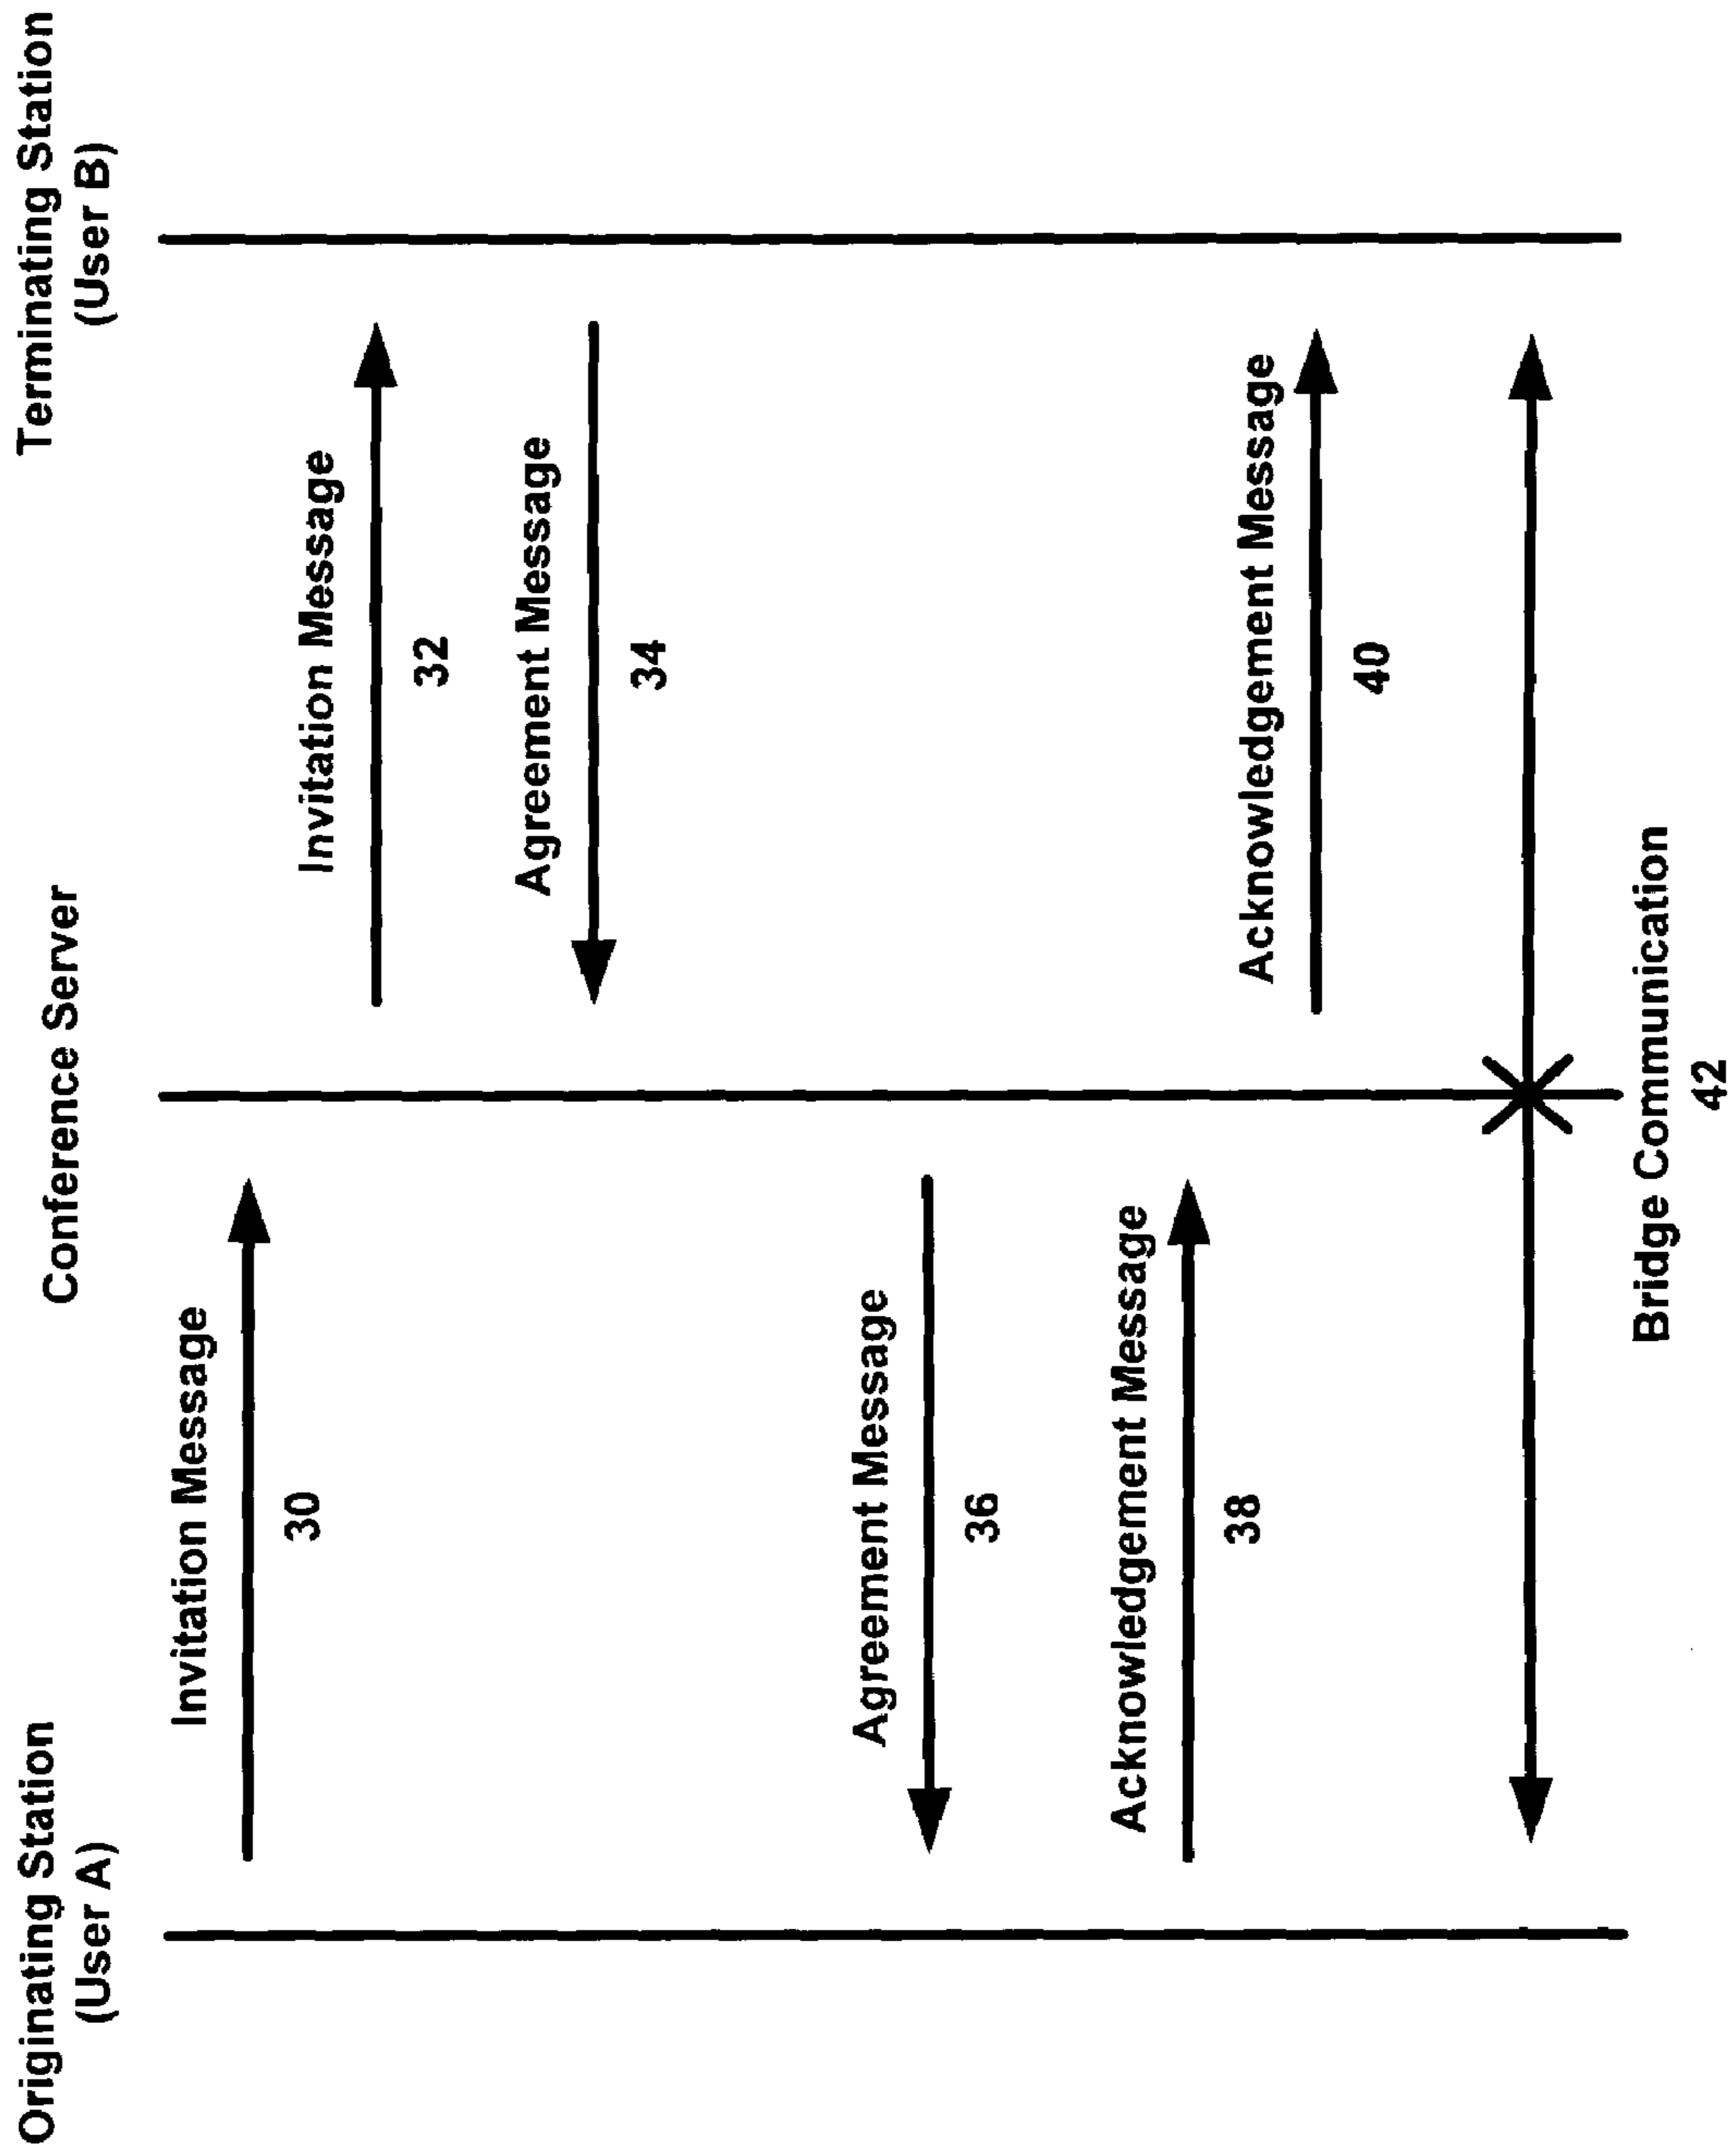 Originating Station
(User A)
Conference Server
Terminating Station
(User B)
Invitation Message
30
Invitation Message
32
Agreement Message
34
Agreement Message
36
Acknowledgement Message
38
Acknowledgement Message
40
Bridge Communication
42